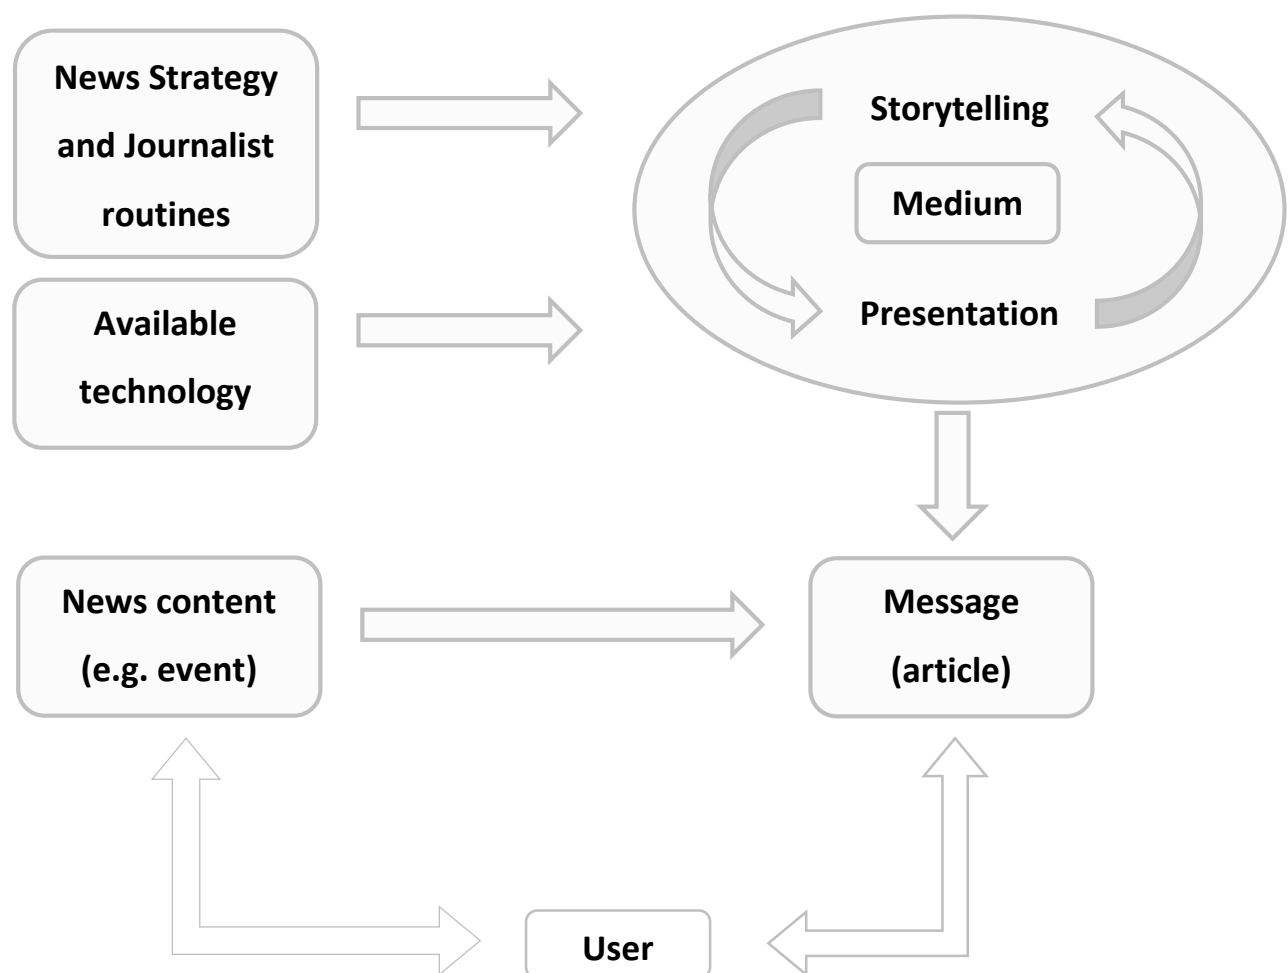 News Strategy
and Journalist
routines
Storytelling
Medium
Presentation
Available
technology
News content
(e.g. event)
Message
(article)
User